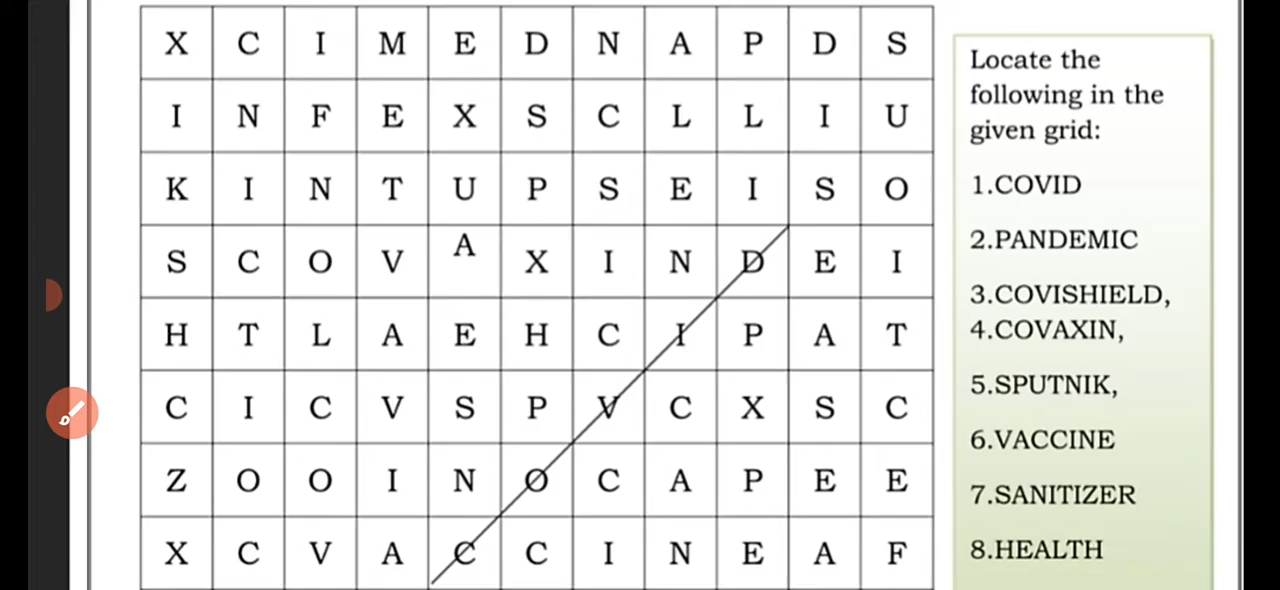 X C I M E D N A P D S
I N F E X S C L L I U
K I N T U P S E I S O
S C O V A X I N D E I
H T L A E H C I P A T
C I C V S P V C X S C
Z O O I N O C A P E E
X C V A C C I N E A F
Locate the
following in the
given grid:
1.COVID
2.PANDEMIC
3.COVISHIELD,
4.COVAXIN,
5.SPUTNIK,
6.VACCINE
7.SANITIZER
8.HEALTH